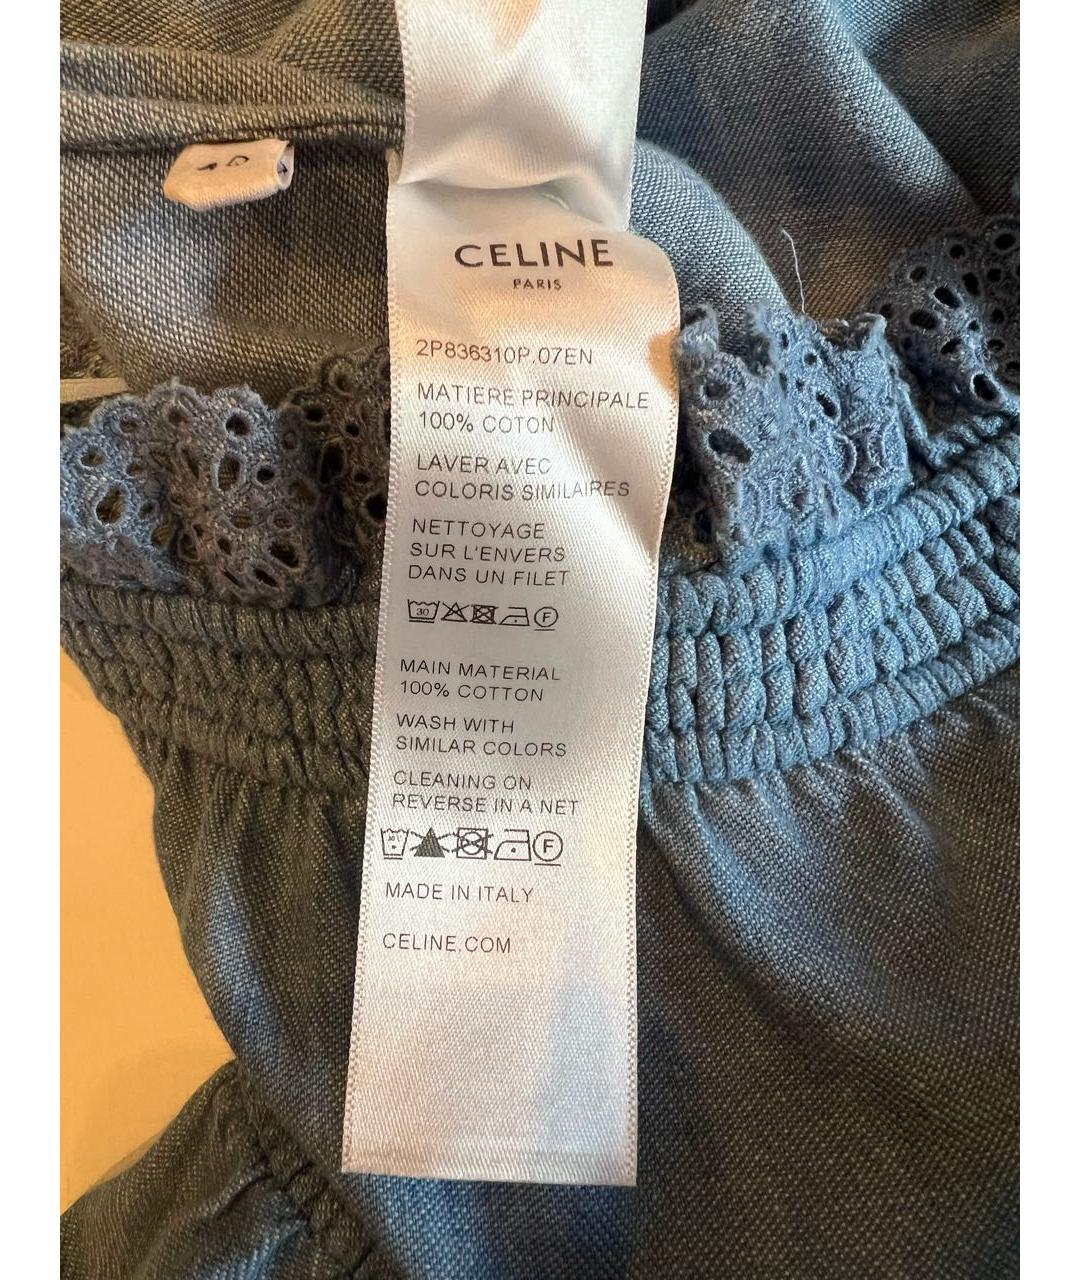 CELINE
PARIS
2P836310P.07EN
MATIERE PRINCIPALE
100% COTON
LAVER AVEC
COLORIS SIMILAIRES
NETTOYAGE
SUR L'ENVERS
DANS UN FILET
30
F
MAIN MATERIAL
100% COTTON
WASH WITH
SIMILAR COLORS
CLEANING ON
REVERSE IN A NET
F
MADE IN ITALY
CELINE.COM